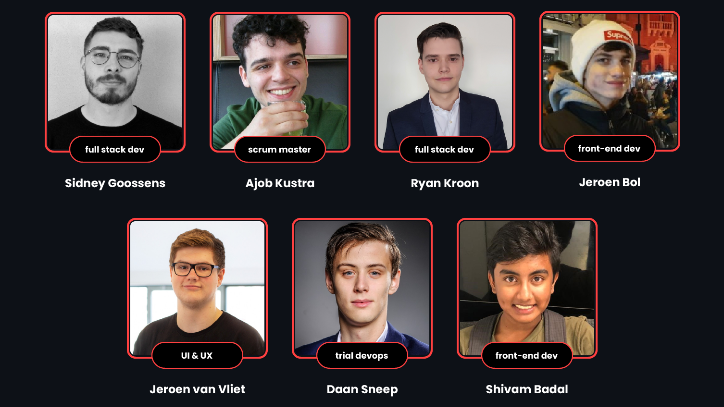 Supreme
full stack dev
scrum master
full stack dev
front-end dev
Sidney Goossens
Ajob Kustra
Ryan Kroon
Jeroen Bol
UI & UX
trial devops
front-end dev
Jeroen van Vliet
Daan Sneep
Shivam Badal